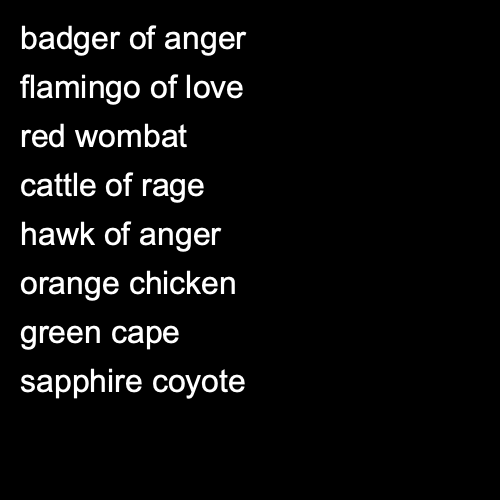 badger of anger
flamingo of love
red wombat
cattle of rage
hawk of anger
orange chicken
green cape
sapphire coyote